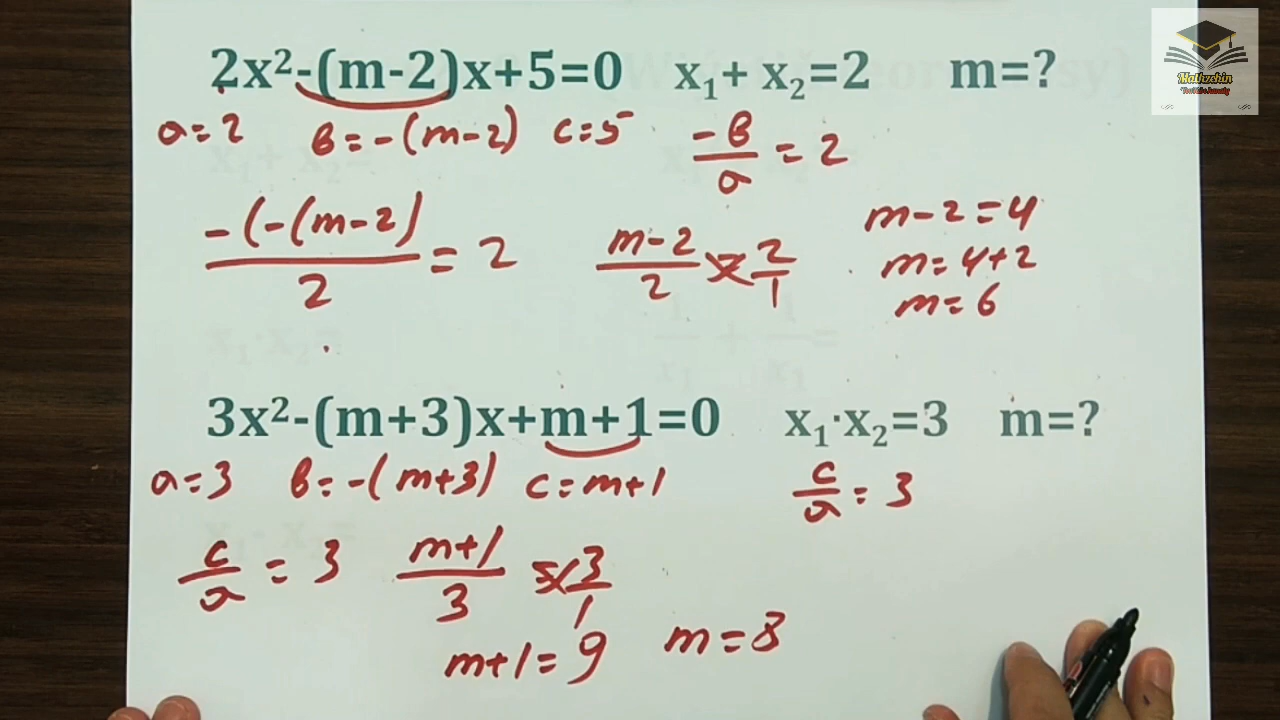 Mathzekin
2x²-(m-2)x+5=0 x₁+ x₂=2 m=?
a=2 b=-(m-2) c=5 -b/a = 2
-(-(m-2)/2 = 2 m-2/2 = 2/1 m-2=4
m=4+2
m=6
3x²-(m+3)x+m+1=0 x₁·x₂=3 m=?
a=3 b=-(m+3) c=m+1 c/a=3
c/a = 3 m+1/3 = 3/1
m+1=9 m=8